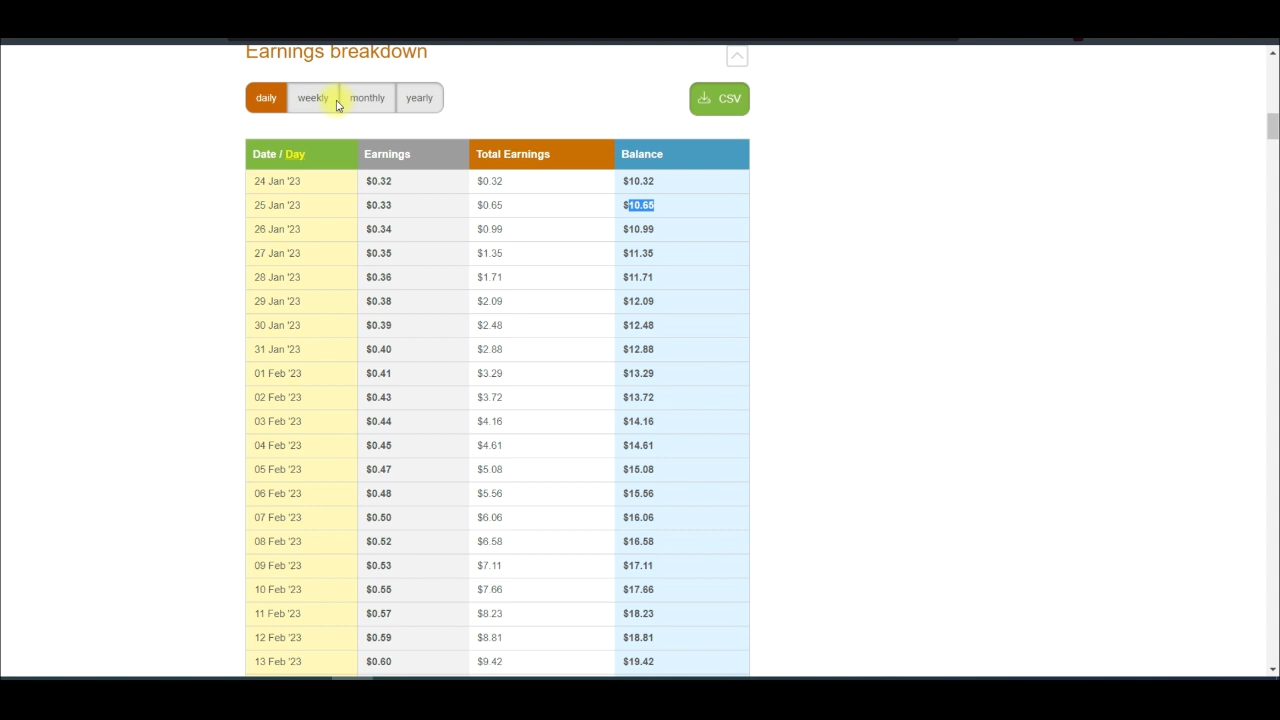 Earnings breakdown
daily weekly monthly yearly CSV
Date / Day Earnings Total Earnings Balance
24 Jan '23 $0.32 $0.32 $10.32
25 Jan '23 $0.33 $0.65 $10.65
26 Jan '23 $0.34 $0.99 $10.99
27 Jan '23 $0.35 $1.35 $11.35
28 Jan '23 $0.36 $1.71 $11.71
29 Jan '23 $0.38 $2.09 $12.09
30 Jan '23 $0.39 $2.48 $12.48
31 Jan '23 $0.40 $2.88 $12.88
01 Feb '23 $0.41 $3.29 $13.29
02 Feb '23 $0.43 $3.72 $13.72
03 Feb '23 $0.44 $4.16 $14.16
04 Feb '23 $0.45 $4.61 $14.61
05 Feb '23 $0.47 $5.08 $15.08
06 Feb '23 $0.48 $5.56 $15.56
07 Feb '23 $0.50 $6.06 $16.06
08 Feb '23 $0.52 $6.58 $16.58
09 Feb '23 $0.53 $7.11 $17.11
10 Feb '23 $0.55 $7.66 $17.66
11 Feb '23 $0.57 $8.23 $18.23
12 Feb '23 $0.59 $8.81 $18.81
13 Feb '23 $0.60 $9.42 $19.42